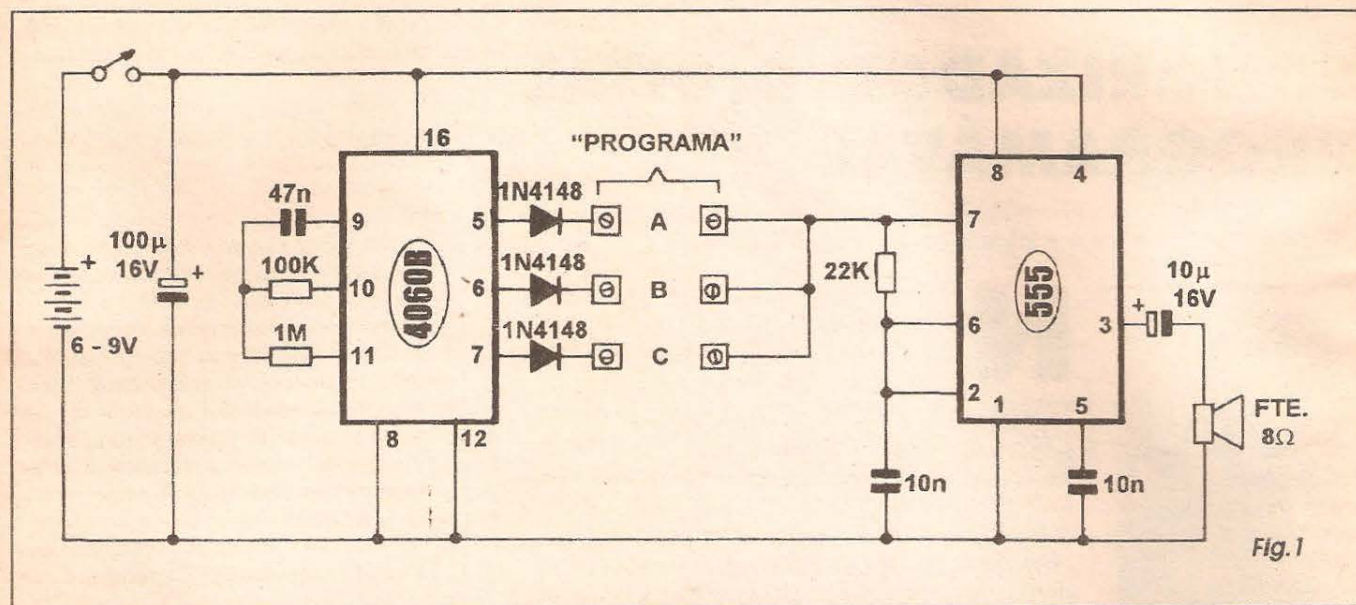 "PROGRAMA"
16
8
4
47n
9
5
1N4148
A
7
100µ
16V
+
100K
10
4060B
6
1N4148
B
22K
6
555
3
10µ
16V
+
+
6 - 9V
1M
11
7
1N4148
C
2
1
5
FTE.
8Ω
8
12
10n
10n
Fig.1